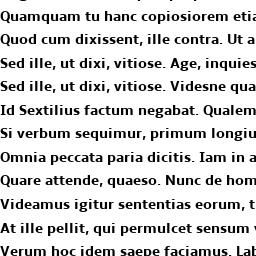 Quamquam tu hanc copiosiorem etia
Quod cum dixissent, ille contra. Ut a
Sed ille, ut dixi, vitiose. Age, inquies
Sed ille, ut dixi, vitiose. Videsne qua
Id Sextilius factum negabat. Qualem
Si verbum sequimur, primum longiu
Omnia peccata paria dicitis. Iam in a
Quare attende, quaeso. Nunc de hom
Videamus igitur sententias eorum, t
At ille pellit, qui permulcet sensum v
Verum hoc idem saepe faciamus. Lab